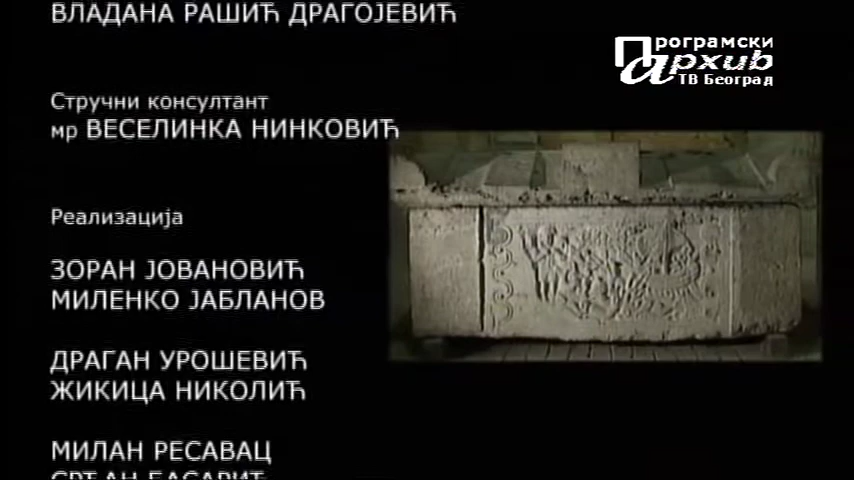 ВЛАДАНА РАШИЋ ДРАГОЈЕВИЋ
Програмски
Архив
ТВ Београд
Стручни консултант
мр ВЕСЕЛИНКА НИНКОВИЋ
Реализација
ЗОРАН ЈОВАНОВИЋ
МИЛЕНКО ЈАБЛАНОВ
ДРАГАН УРОШЕВИЋ
ЖИКИЦА НИКОЛИЋ
МИЛАН РЕСАВАЦ